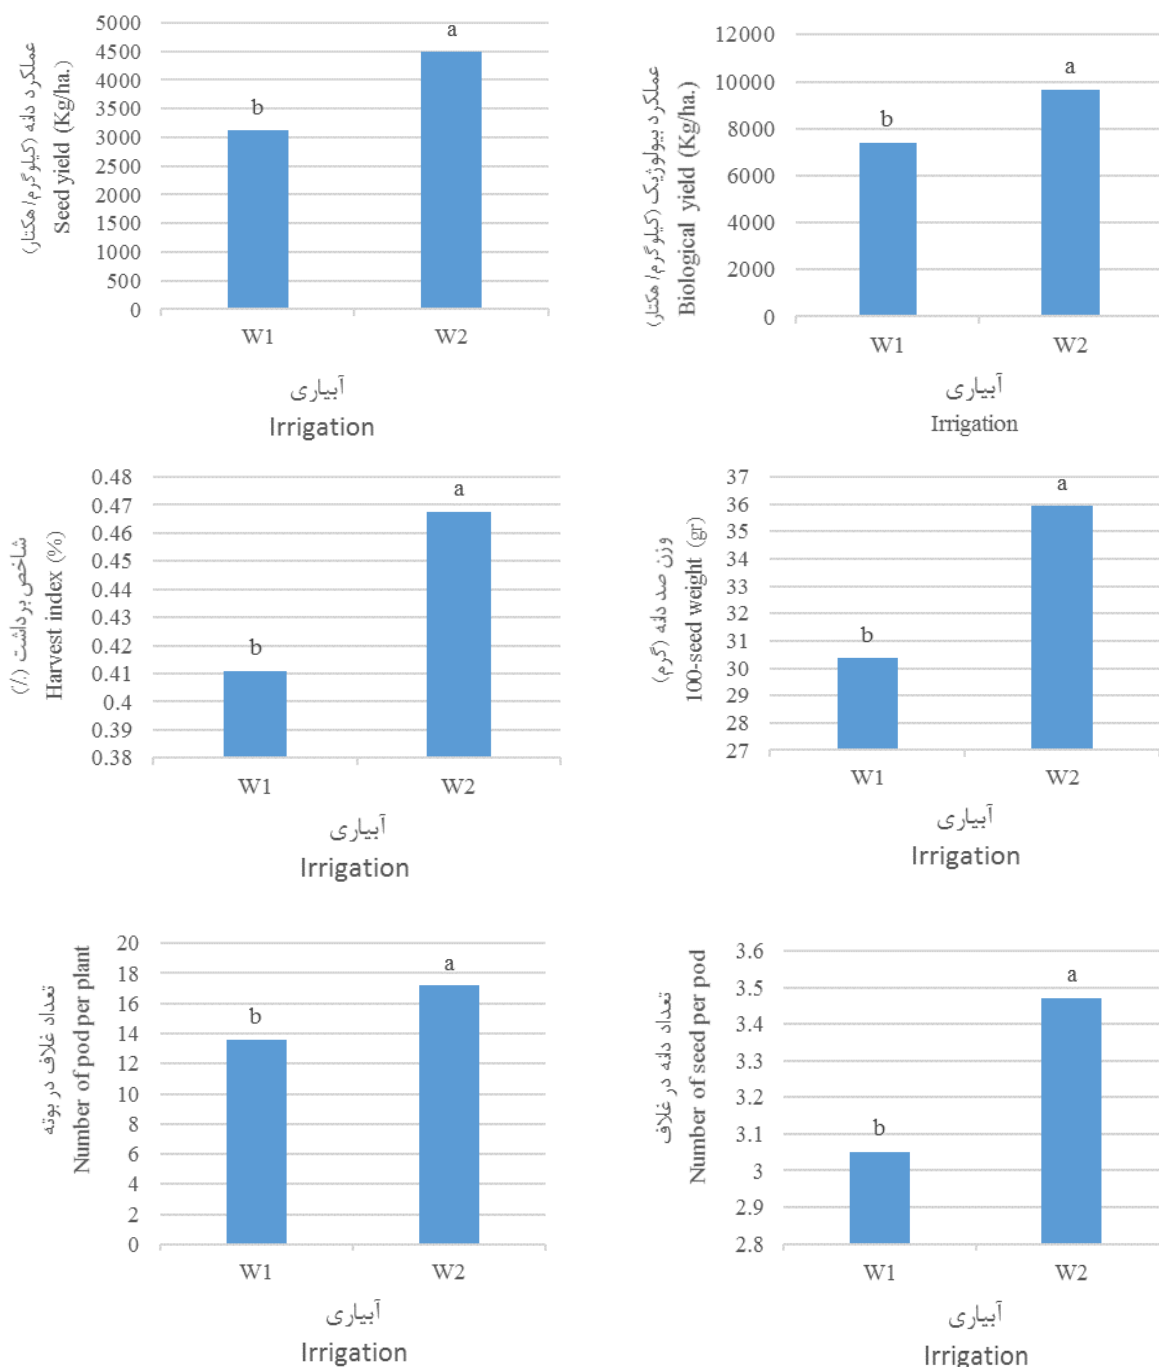 عملکرد دانه (کیلوگرم/هکتار)
Seed yield (Kg/ha.)
5000
4500
4000
3500
3000
2500
2000
1500
1000
500
0
b
a
W1
W2
آبیاری
Irrigation
عملکرد بیولوژیک (کیلوگرم/هکتار)
Biological yield (Kg/ha.)
12000
10000
8000
6000
4000
2000
0
b
a
W1
W2
آبیاری
Irrigation
شاخص برداشت (٪)
Harvest index (%)
0.48
0.47
0.46
0.45
0.44
0.43
0.42
0.41
0.4
0.39
0.38
b
a
W1
W2
آبیاری
Irrigation
وزن صد دانه (گرم)
100-seed weight (gr)
37
36
35
34
33
32
31
30
29
28
27
b
a
W1
W2
آبیاری
Irrigation
تعداد غلاف در بوته
Number of pod per plant
20
18
16
14
12
10
8
6
4
2
0
b
a
W1
W2
آبیاری
Irrigation
تعداد دانه در غلاف
Number of seed per pod
3.6
3.5
3.4
3.3
3.2
3.1
3
2.9
2.8
b
a
W1
W2
آبیاری
Irrigation